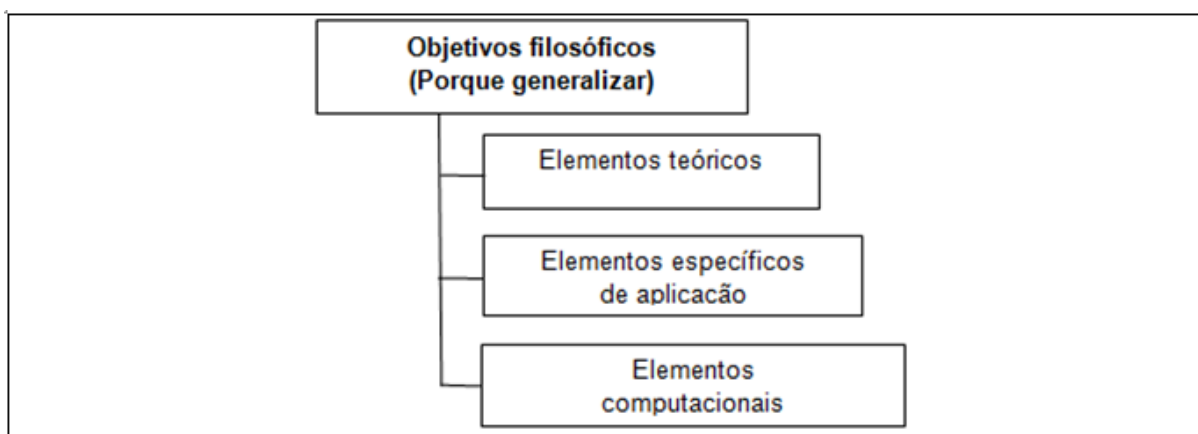 Objetivos filosóficos
(Porque generalizar)
Elementos teóricos
Elementos específicos
de aplicacão
Elementos
computacionais